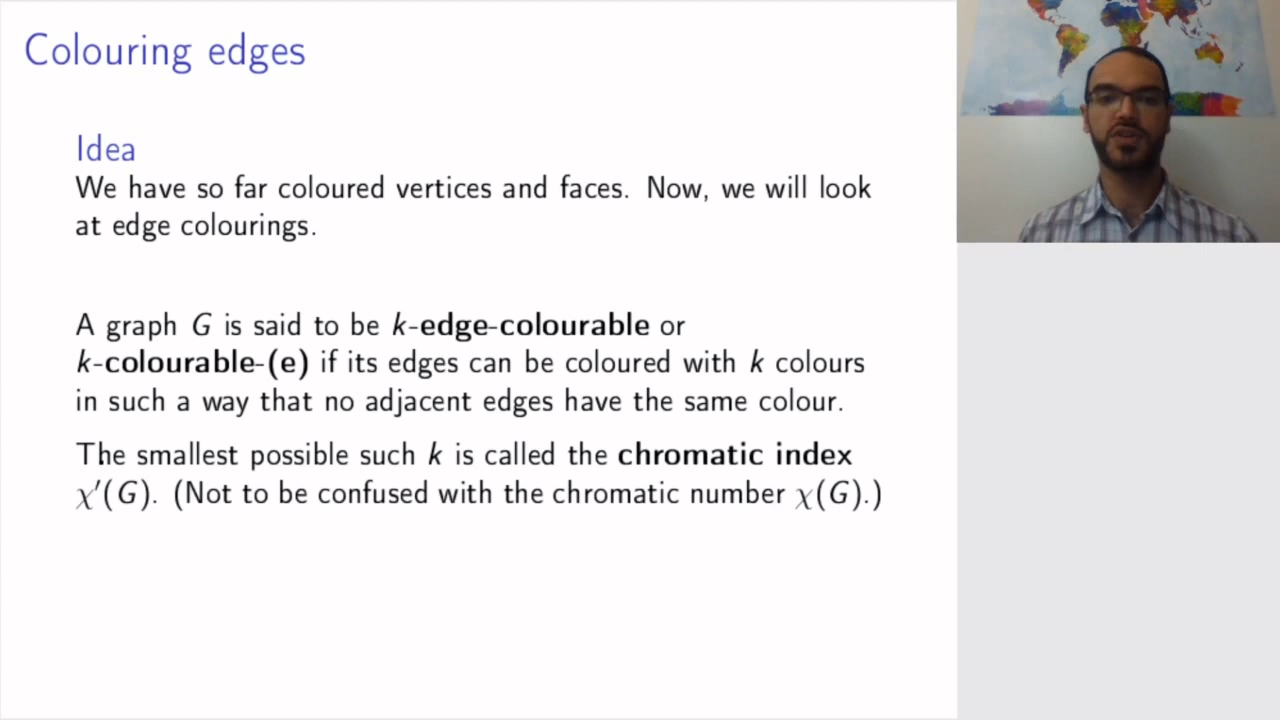 Colouring edges
Idea
We have so far coloured vertices and faces. Now, we will look
at edge colourings.
A graph G is said to be k-edge-colourable or
k-colourable-(e) if its edges can be coloured with k colours
in such a way that no adjacent edges have the same colour.
The smallest possible such k is called the chromatic index
χ′(G). (Not to be confused with the chromatic number χ(G).)